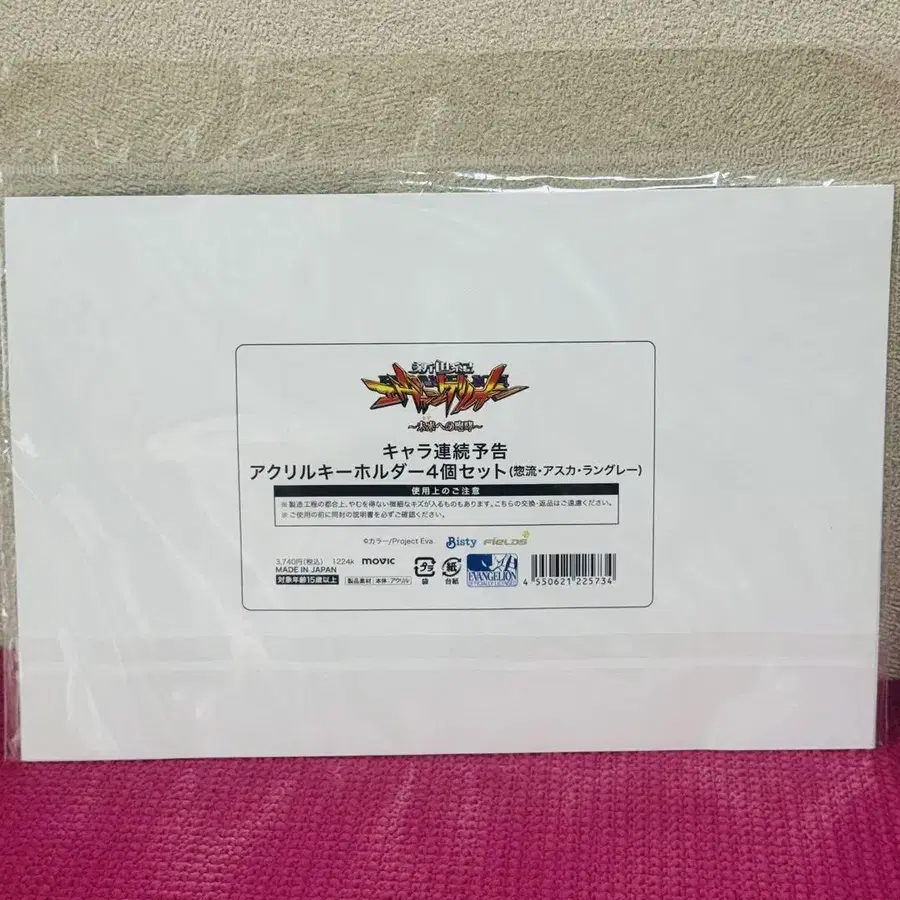 新世紀
エヴァンゲリオン
~未来への咆哮~
キャラ連続予告
アクリルキーホルダー4個セット(惣流・アスカ・ラングレー)
使用上のご注意
※製造工程の都合上、やむを得ない微細なキズが入るものもあります。こちらの交換・返品はご遠慮ください。
※ご使用の前に同封の説明書を必ずご確認ください。
©カラー/Project Eva. Bisty FIELDS
3,740円(税込) 1224k movic
MADE IN JAPAN
対象年齢15歳以上 製品素材 本体:アクリル
プラ 袋 紙 台紙
EVANGELION
4 550621 225734